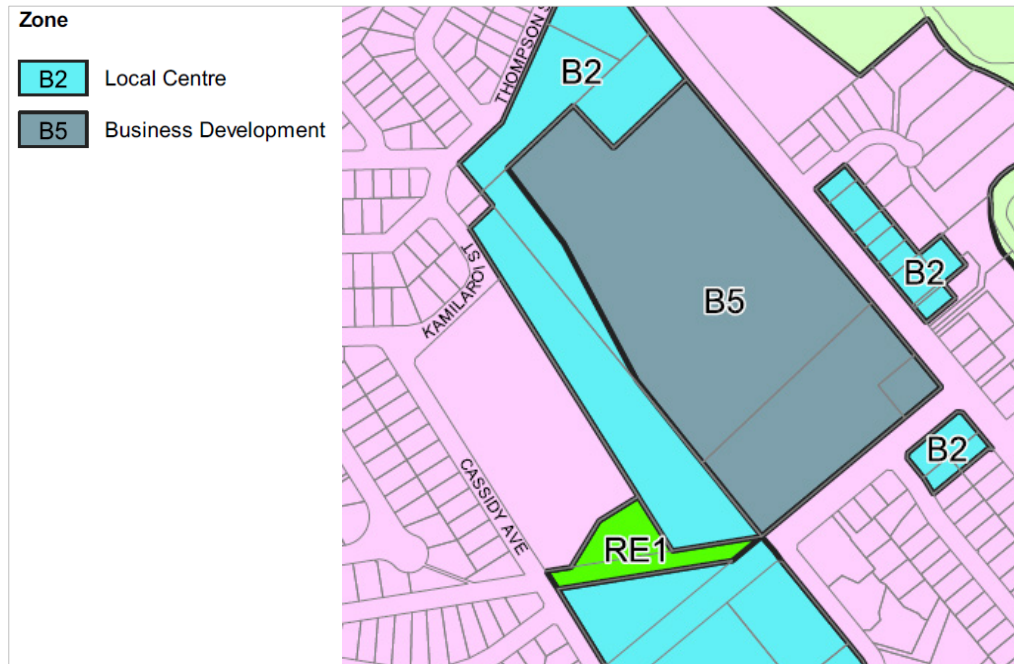 Zone
B2 Local Centre
B5 Business Development
THOMPSON S
B2
KAMILAROI ST
B5
B2
CASSIDY AVE
B2
RE1